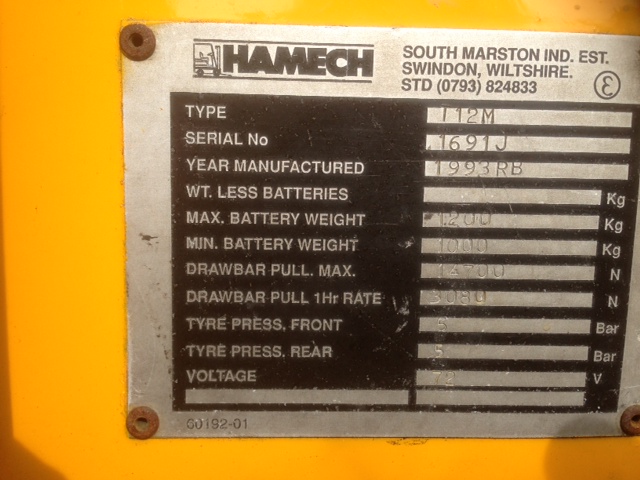 HAMECH
SOUTH MARSTON IND. EST.
SWINDON, WILTSHIRE.
STD (0793) 824833
TYPE T12M
SERIAL No 1691J
YEAR MANUFACTURED 1993RB
WT. LESS BATTERIES Kg
MAX. BATTERY WEIGHT 1200 Kg
MIN. BATTERY WEIGHT 1000 Kg
DRAWBAR PULL. MAX. 14700 N
DRAWBAR PULL 1Hr RATE 3080 N
TYRE PRESS. FRONT 5 Bar
TYRE PRESS. REAR 5 Bar
VOLTAGE 72 V
60192-01